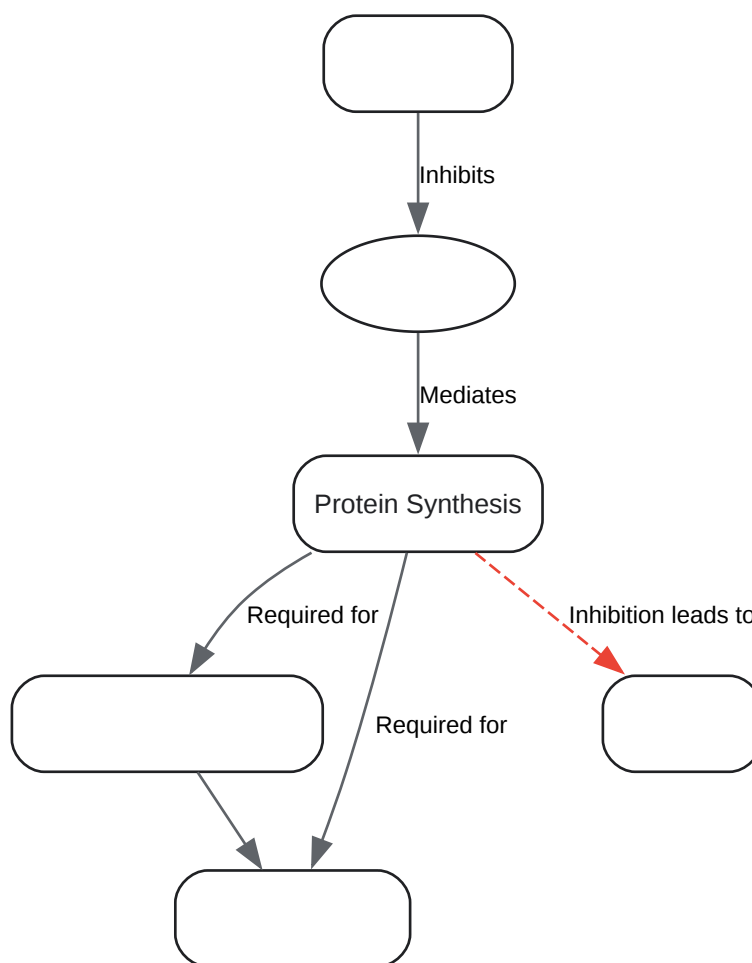 Inhibits
Mediates
Protein Synthesis
Required for
Inhibition leads to
Required for